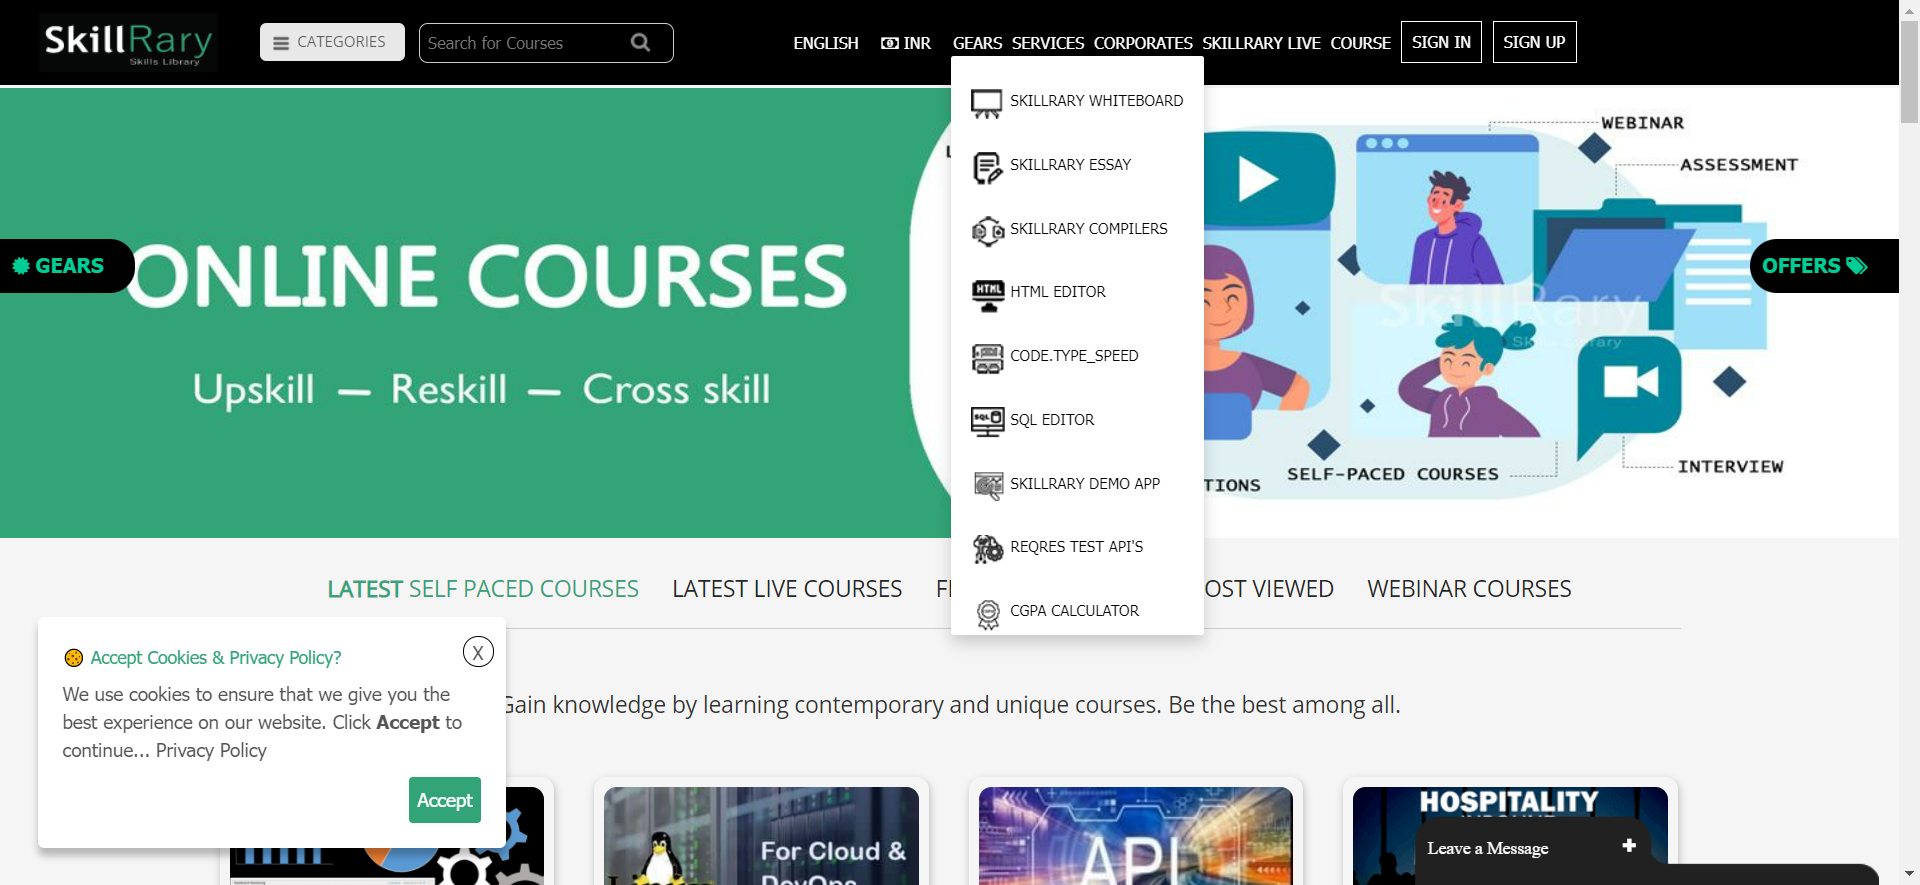 SkillRary
Skills Library
CATEGORIES
Search for Courses
ENGLISH
INR
GEARS
SERVICES
CORPORATES
SKILLRARY LIVE
COURSE
SIGN IN
SIGN UP
SKILLRARY WHITEBOARD
SKILLRARY ESSAY
SKILLRARY COMPILERS
HTML EDITOR
CODE.TYPE_SPEED
SQL EDITOR
SKILLRARY DEMO APP
REQRES TEST API'S
CGPA CALCULATOR
GEARS
ONLINE COURSES
Upskill — Reskill — Cross skill
WEBINAR
ASSESSMENT
OFFERS
SkillRary
Skills Library
SELF-PACED COURSES
INTERVIEW
TIONS
LATEST SELF PACED COURSES
LATEST LIVE COURSES
OST VIEWED
WEBINAR COURSES
Gain knowledge by learning contemporary and unique courses. Be the best among all.
Accept Cookies & Privacy Policy?
X
We use cookies to ensure that we give you the
best experience on our website. Click Accept to
continue... Privacy Policy
Accept
For Cloud &
DevOps
API
HOSPITALITY
Leave a Message